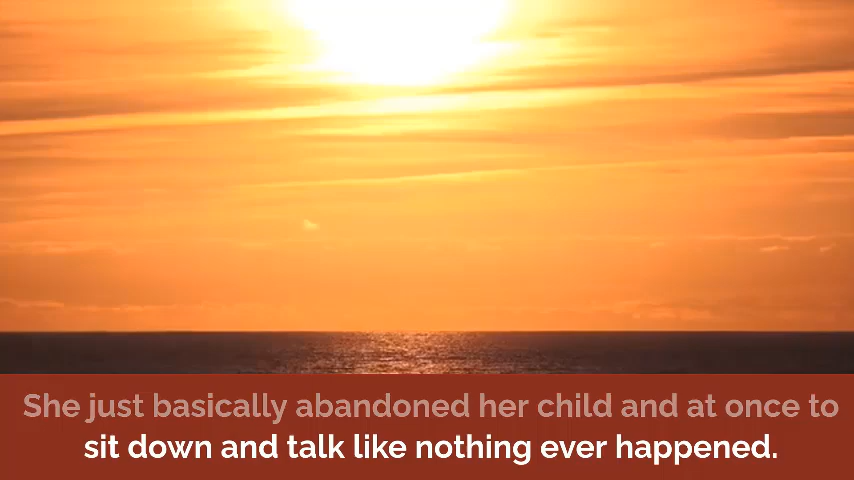 She just basically abandoned her child and at once to
sit down and talk like nothing ever happened.